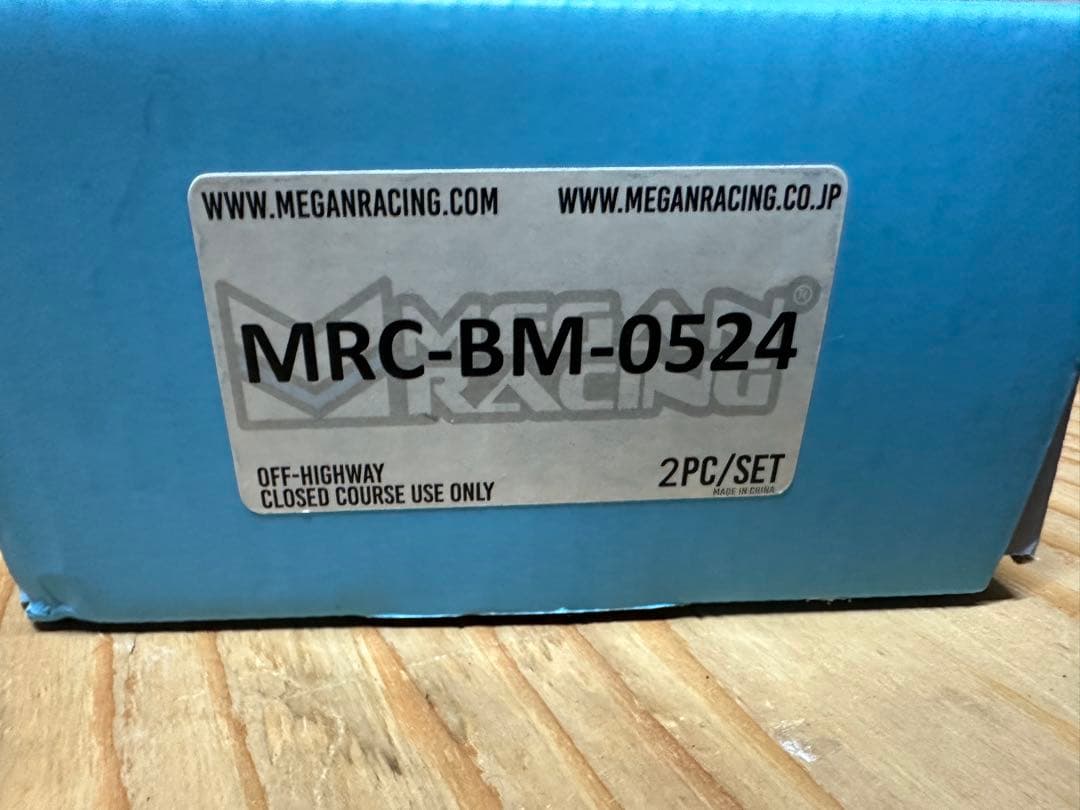 WWW.MEGANRACING.COM WWW.MEGANRACING.CO.JP
MEGAN®
MRC-BM-0524
RACING
OFF-HIGHWAY
CLOSED COURSE USE ONLY
2PC/SET
MADE IN CHINA